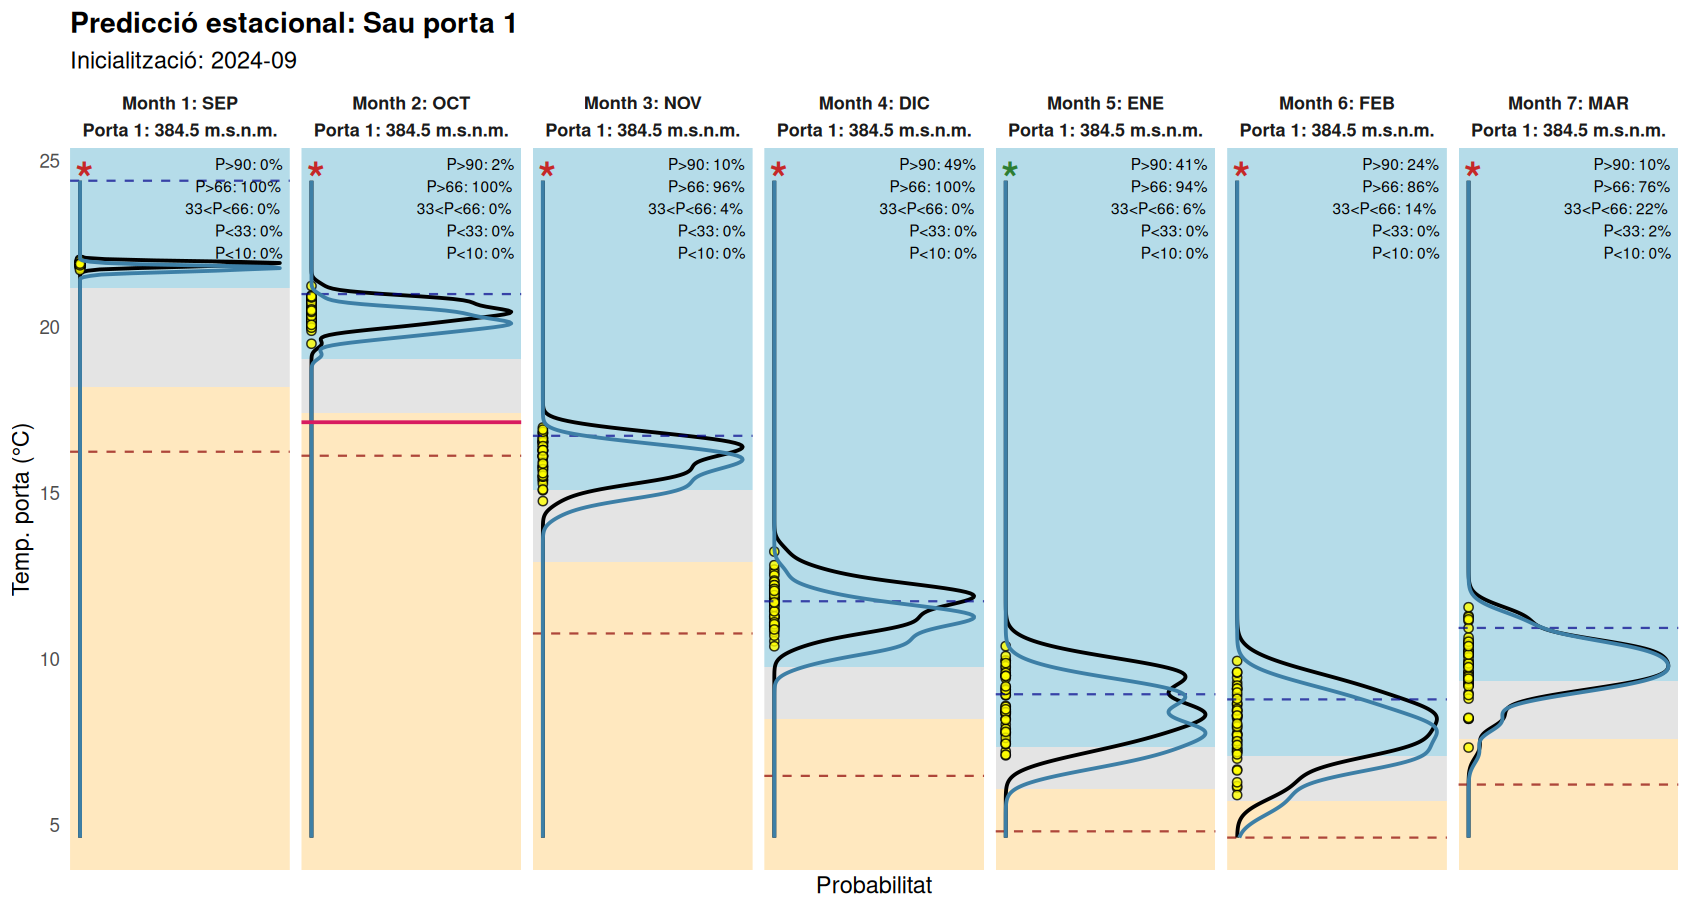 Predicció estacional: Sau porta 1
Inicialització: 2024-09
Month 1: SEP
Porta 1: 384.5 m.s.n.m.
Month 2: OCT
Porta 1: 384.5 m.s.n.m.
Month 3: NOV
Porta 1: 384.5 m.s.n.m.
Month 4: DIC
Porta 1: 384.5 m.s.n.m.
Month 5: ENE
Porta 1: 384.5 m.s.n.m.
Month 6: FEB
Porta 1: 384.5 m.s.n.m.
Month 7: MAR
Porta 1: 384.5 m.s.n.m.
Temp. porta (°C)
25
20
15
10
5
*
P>90: 0%
P>66: 100%
33<P<66: 0%
P<33: 0%
P<10: 0%
*
P>90: 2%
P>66: 100%
33<P<66: 0%
P<33: 0%
P<10: 0%
*
P>90: 10%
P>66: 96%
33<P<66: 4%
P<33: 0%
P<10: 0%
*
P>90: 49%
P>66: 100%
33<P<66: 0%
P<33: 0%
P<10: 0%
*
P>90: 41%
P>66: 94%
33<P<66: 6%
P<33: 0%
P<10: 0%
*
P>90: 24%
P>66: 86%
33<P<66: 14%
P<33: 0%
P<10: 0%
*
P>90: 10%
P>66: 76%
33<P<66: 22%
P<33: 2%
P<10: 0%
Probabilitat